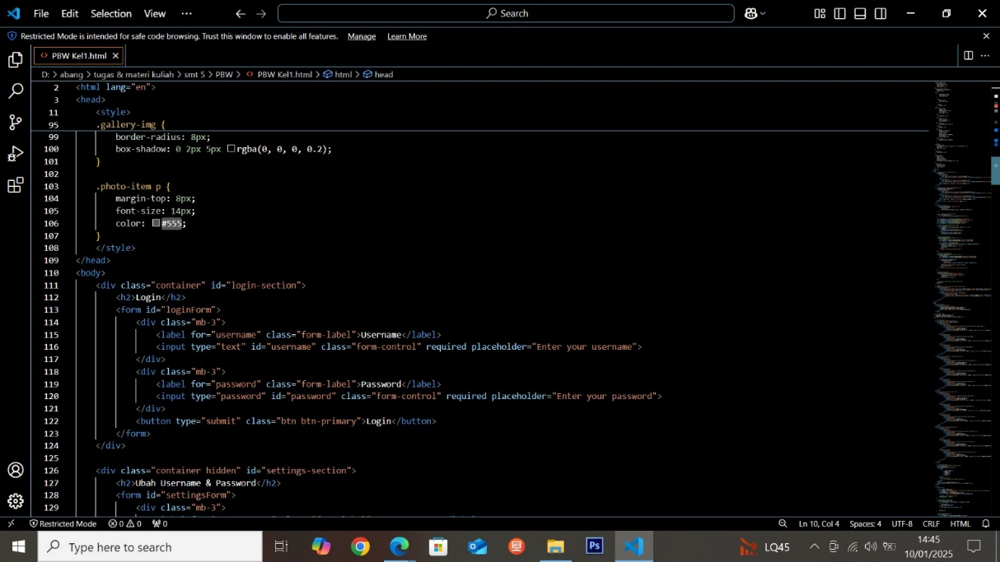 File Edit Selection View ··· Search
Restricted Mode is intended for safe code browsing. Trust this window to enable all features. Manage Learn More
PBW Kel1.html
D: > abang > tugas & materi kuliah > smt 5 > PBW > PBW Kel1.html > html > head
2 <html lang="en">
3 <head>
11 <style>
95 .gallery-img {
99 border-radius: 8px;
100 box-shadow: 0 2px 5px rgba(0, 0, 0, 0.2);
101 }
102
103 .photo-item p {
104 margin-top: 8px;
105 font-size: 14px;
106 color: #555;
107 }
108 </style>
109 </head>
110 <body>
111 <div class="container" id="login-section">
112 <h2>Login</h2>
113 <form id="loginForm">
114 <div class="mb-3">
115 <label for="username" class="form-label">Username</label>
116 <input type="text" id="username" class="form-control" required placeholder="Enter your username">
117 </div>
118 <div class="mb-3">
119 <label for="password" class="form-label">Password</label>
120 <input type="password" id="password" class="form-control" required placeholder="Enter your password">
121 </div>
122 <button type="submit" class="btn btn-primary">Login</button>
123 </form>
124 </div>
125
126 <div class="container hidden" id="settings-section">
127 <h2>Ubah Username & Password</h2>
128 <form id="settingsForm">
129 <div class="mb-3">
Restricted Mode 0 0 0 Ln 10, Col 4 Spaces: 4 UTF-8 CRLF HTML
Type here to search Ps LQ45 14:45
10/01/2025